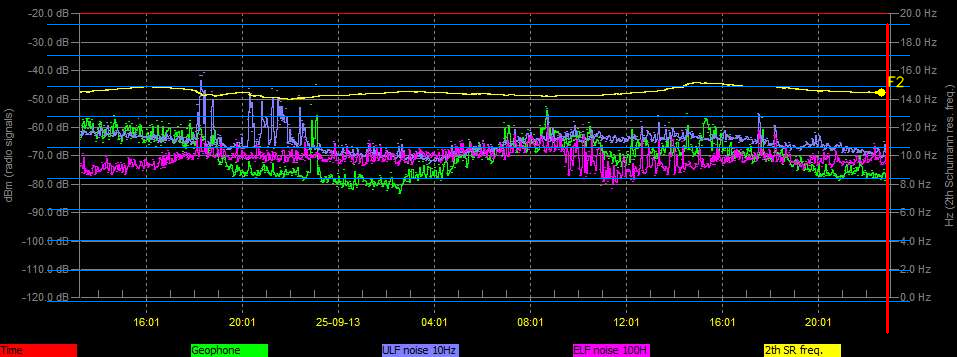 -20.0 dB 20.0 Hz
-30.0 dB 18.0 Hz
-40.0 dB 16.0 Hz
F2
-50.0 dB 14.0 Hz
-60.0 dB 12.0 Hz
-70.0 dB 10.0 Hz
-80.0 dB 8.0 Hz
-90.0 dB 6.0 Hz
-100.0 dB 4.0 Hz
-110.0 dB 2.0 Hz
-120.0 dB 0.0 Hz
dBm (radio signals)
Hz (2th Schumann res. freq.)
16:01 20:01 25-09-13 04:01 08:01 12:01 16:01 20:01
Time Geophone ULF noise 10Hz ELF noise 100H 2th SR freq.